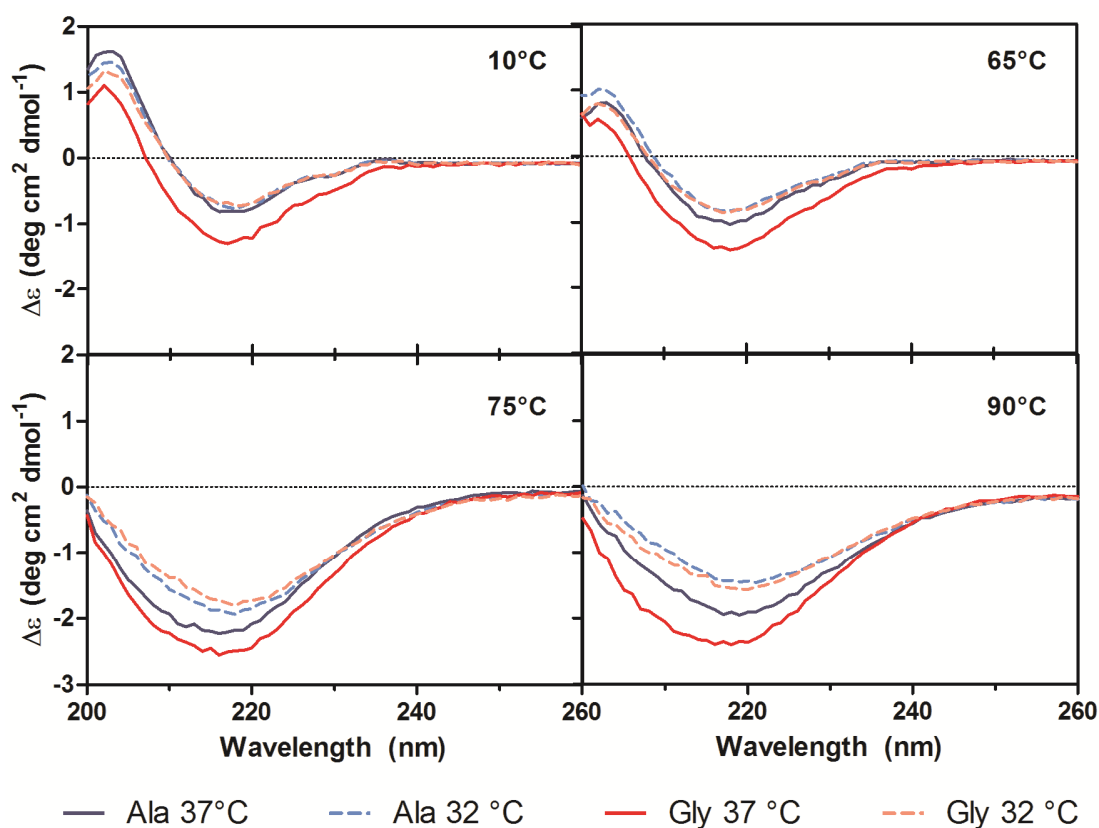 2
1
0
-1
-2
2
Δε (deg cm² dmol⁻¹)
10°C
65°C
1
0
-1
-2
-3
Δε (deg cm² dmol⁻¹)
75°C
90°C
200 220 240 260 220 240 260
Wavelength (nm) Wavelength (nm)
Ala 37°C Ala 32 °C Gly 37 °C Gly 32 °C